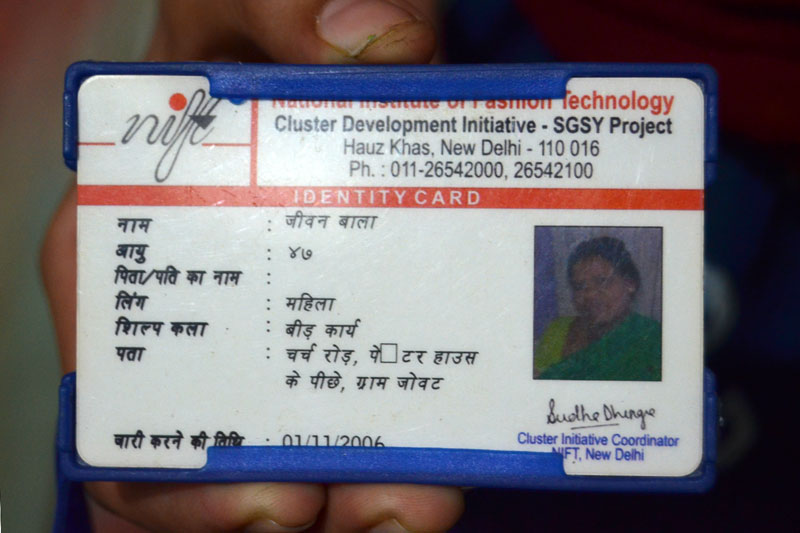 nift
National Institute of Fashion Technology
Cluster Development Initiative - SGSY Project
Hauz Khas, New Delhi - 110 016
Ph. : 011-26542000, 26542100
IDENTITY CARD
नाम : जीवन बाला
आयु : ४७
पिता/पति का नाम :
लिंग : महिला
शिल्प कला : बीड़ कार्य
पता : चर्च रोड़, पे□टर हाउस
के पीछे, ग्राम जोवट
जारी करने की तिथि : 01/11/2006
Sudha Dhingra
Cluster Initiative Coordinator
NIFT, New Delhi